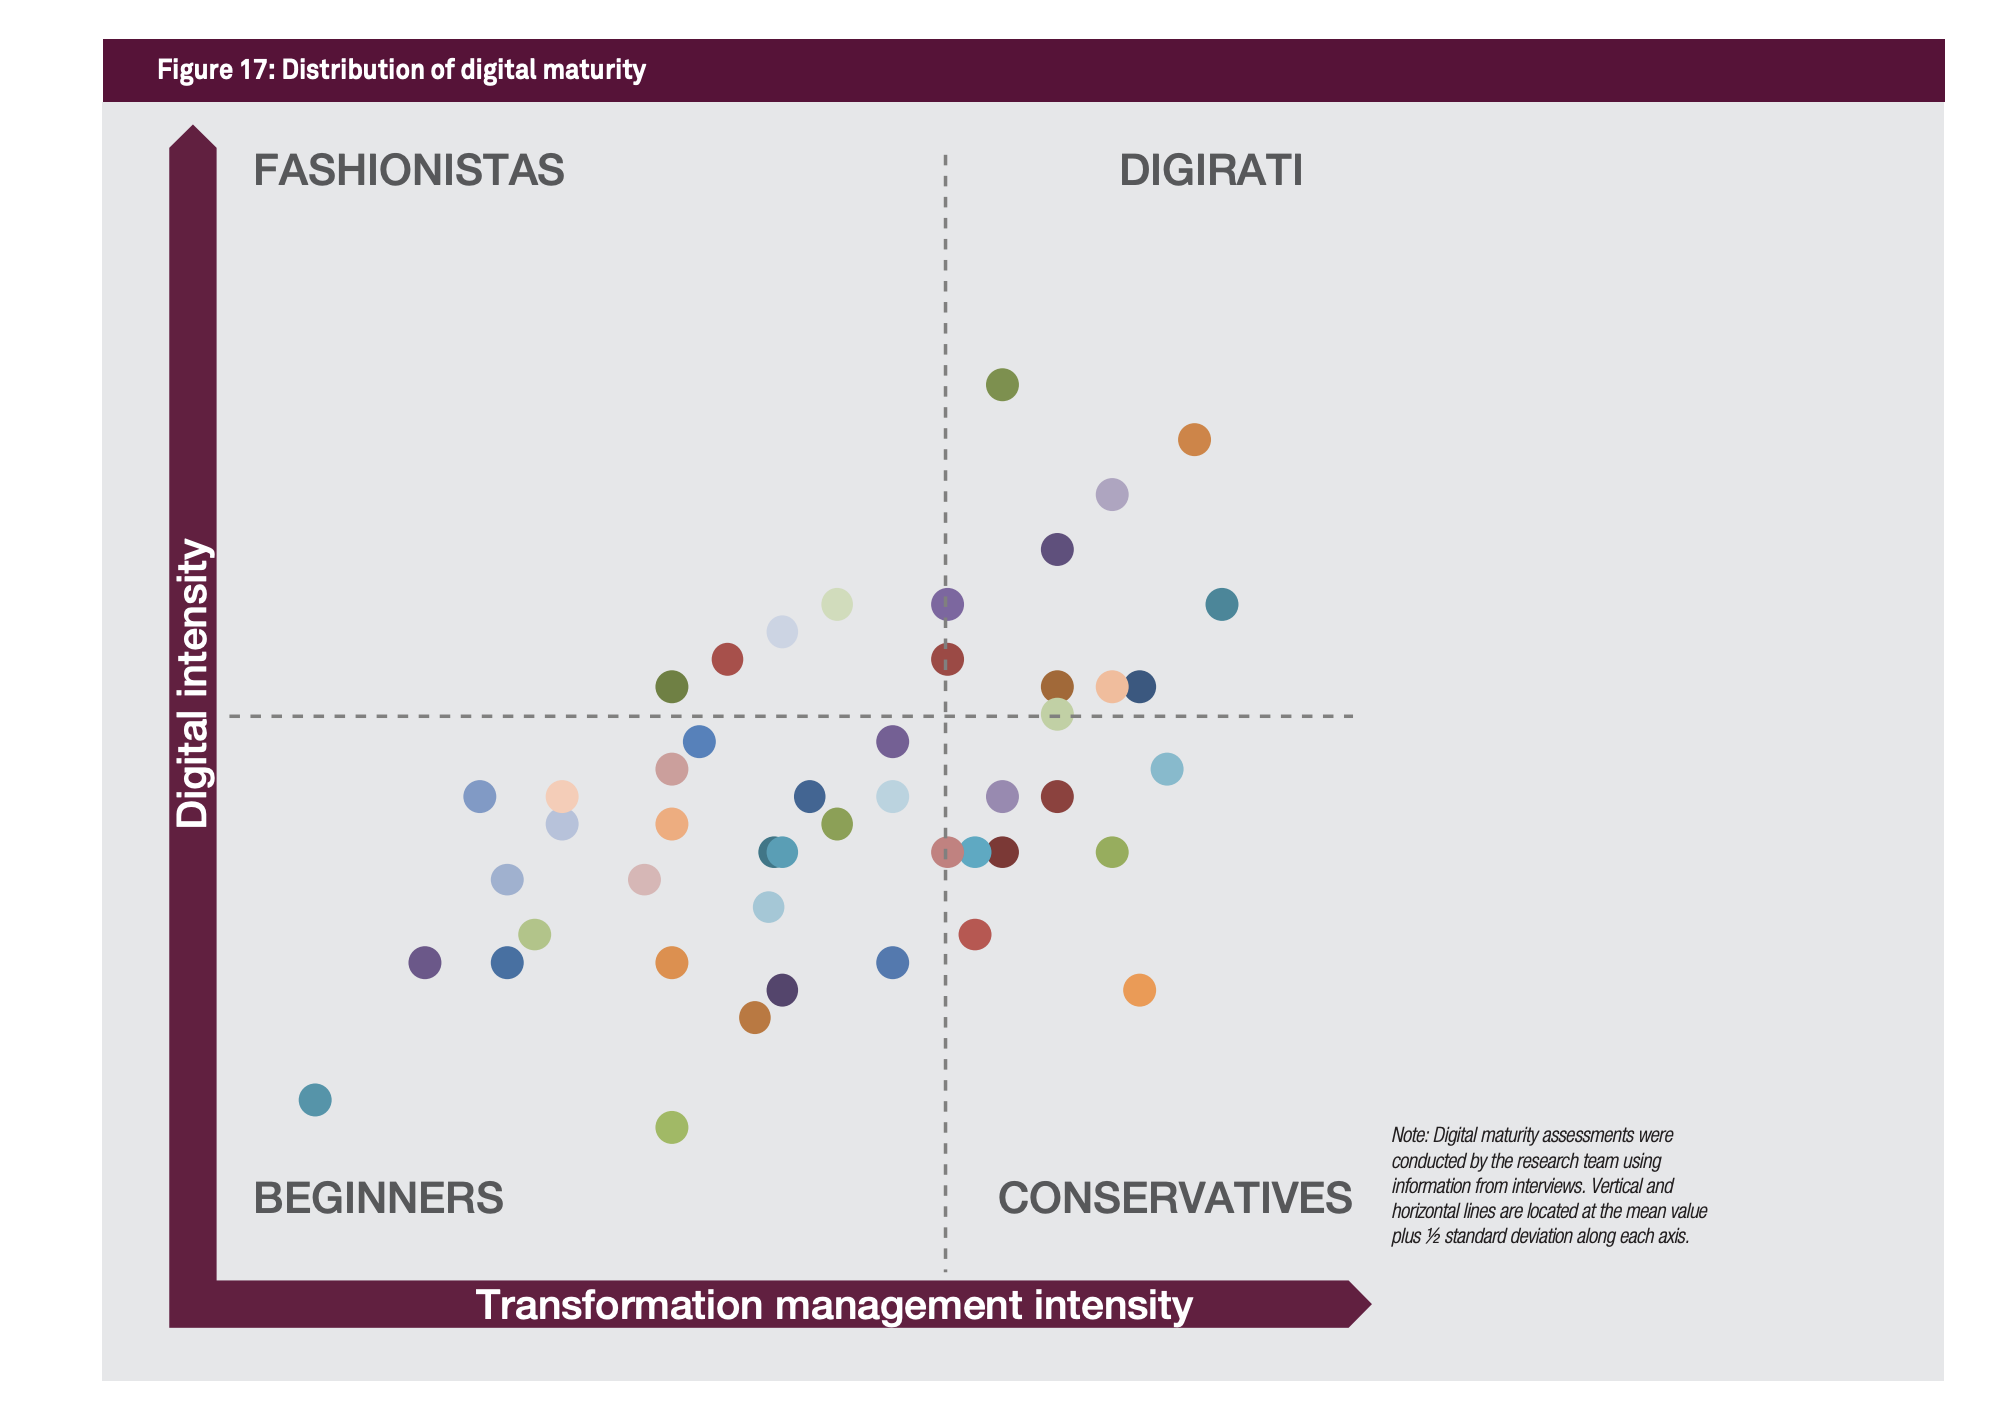 Figure 17: Distribution of digital maturity
FASHIONISTAS
DIGIRATI
Digital intensity
BEGINNERS
CONSERVATIVES
Note: Digital maturity assessments were
conducted by the research team using
information from interviews. Vertical and
horizontal lines are located at the mean value
plus ½ standard deviation along each axis.
Transformation management intensity